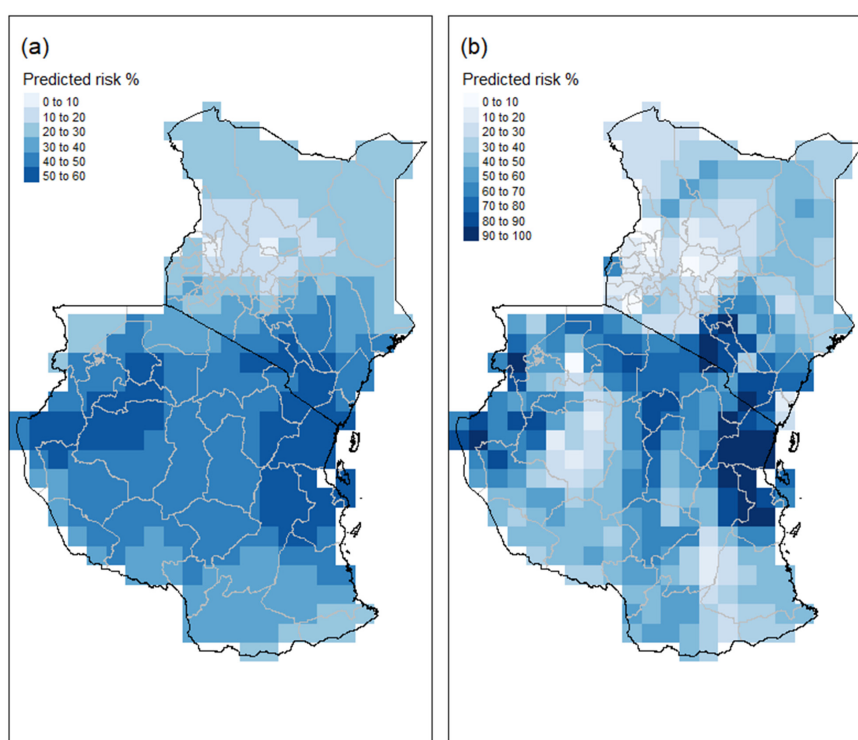 (a)
Predicted risk %
0 to 10
10 to 20
20 to 30
30 to 40
40 to 50
50 to 60
(b)
Predicted risk %
0 to 10
10 to 20
20 to 30
30 to 40
40 to 50
50 to 60
60 to 70
70 to 80
80 to 90
90 to 100